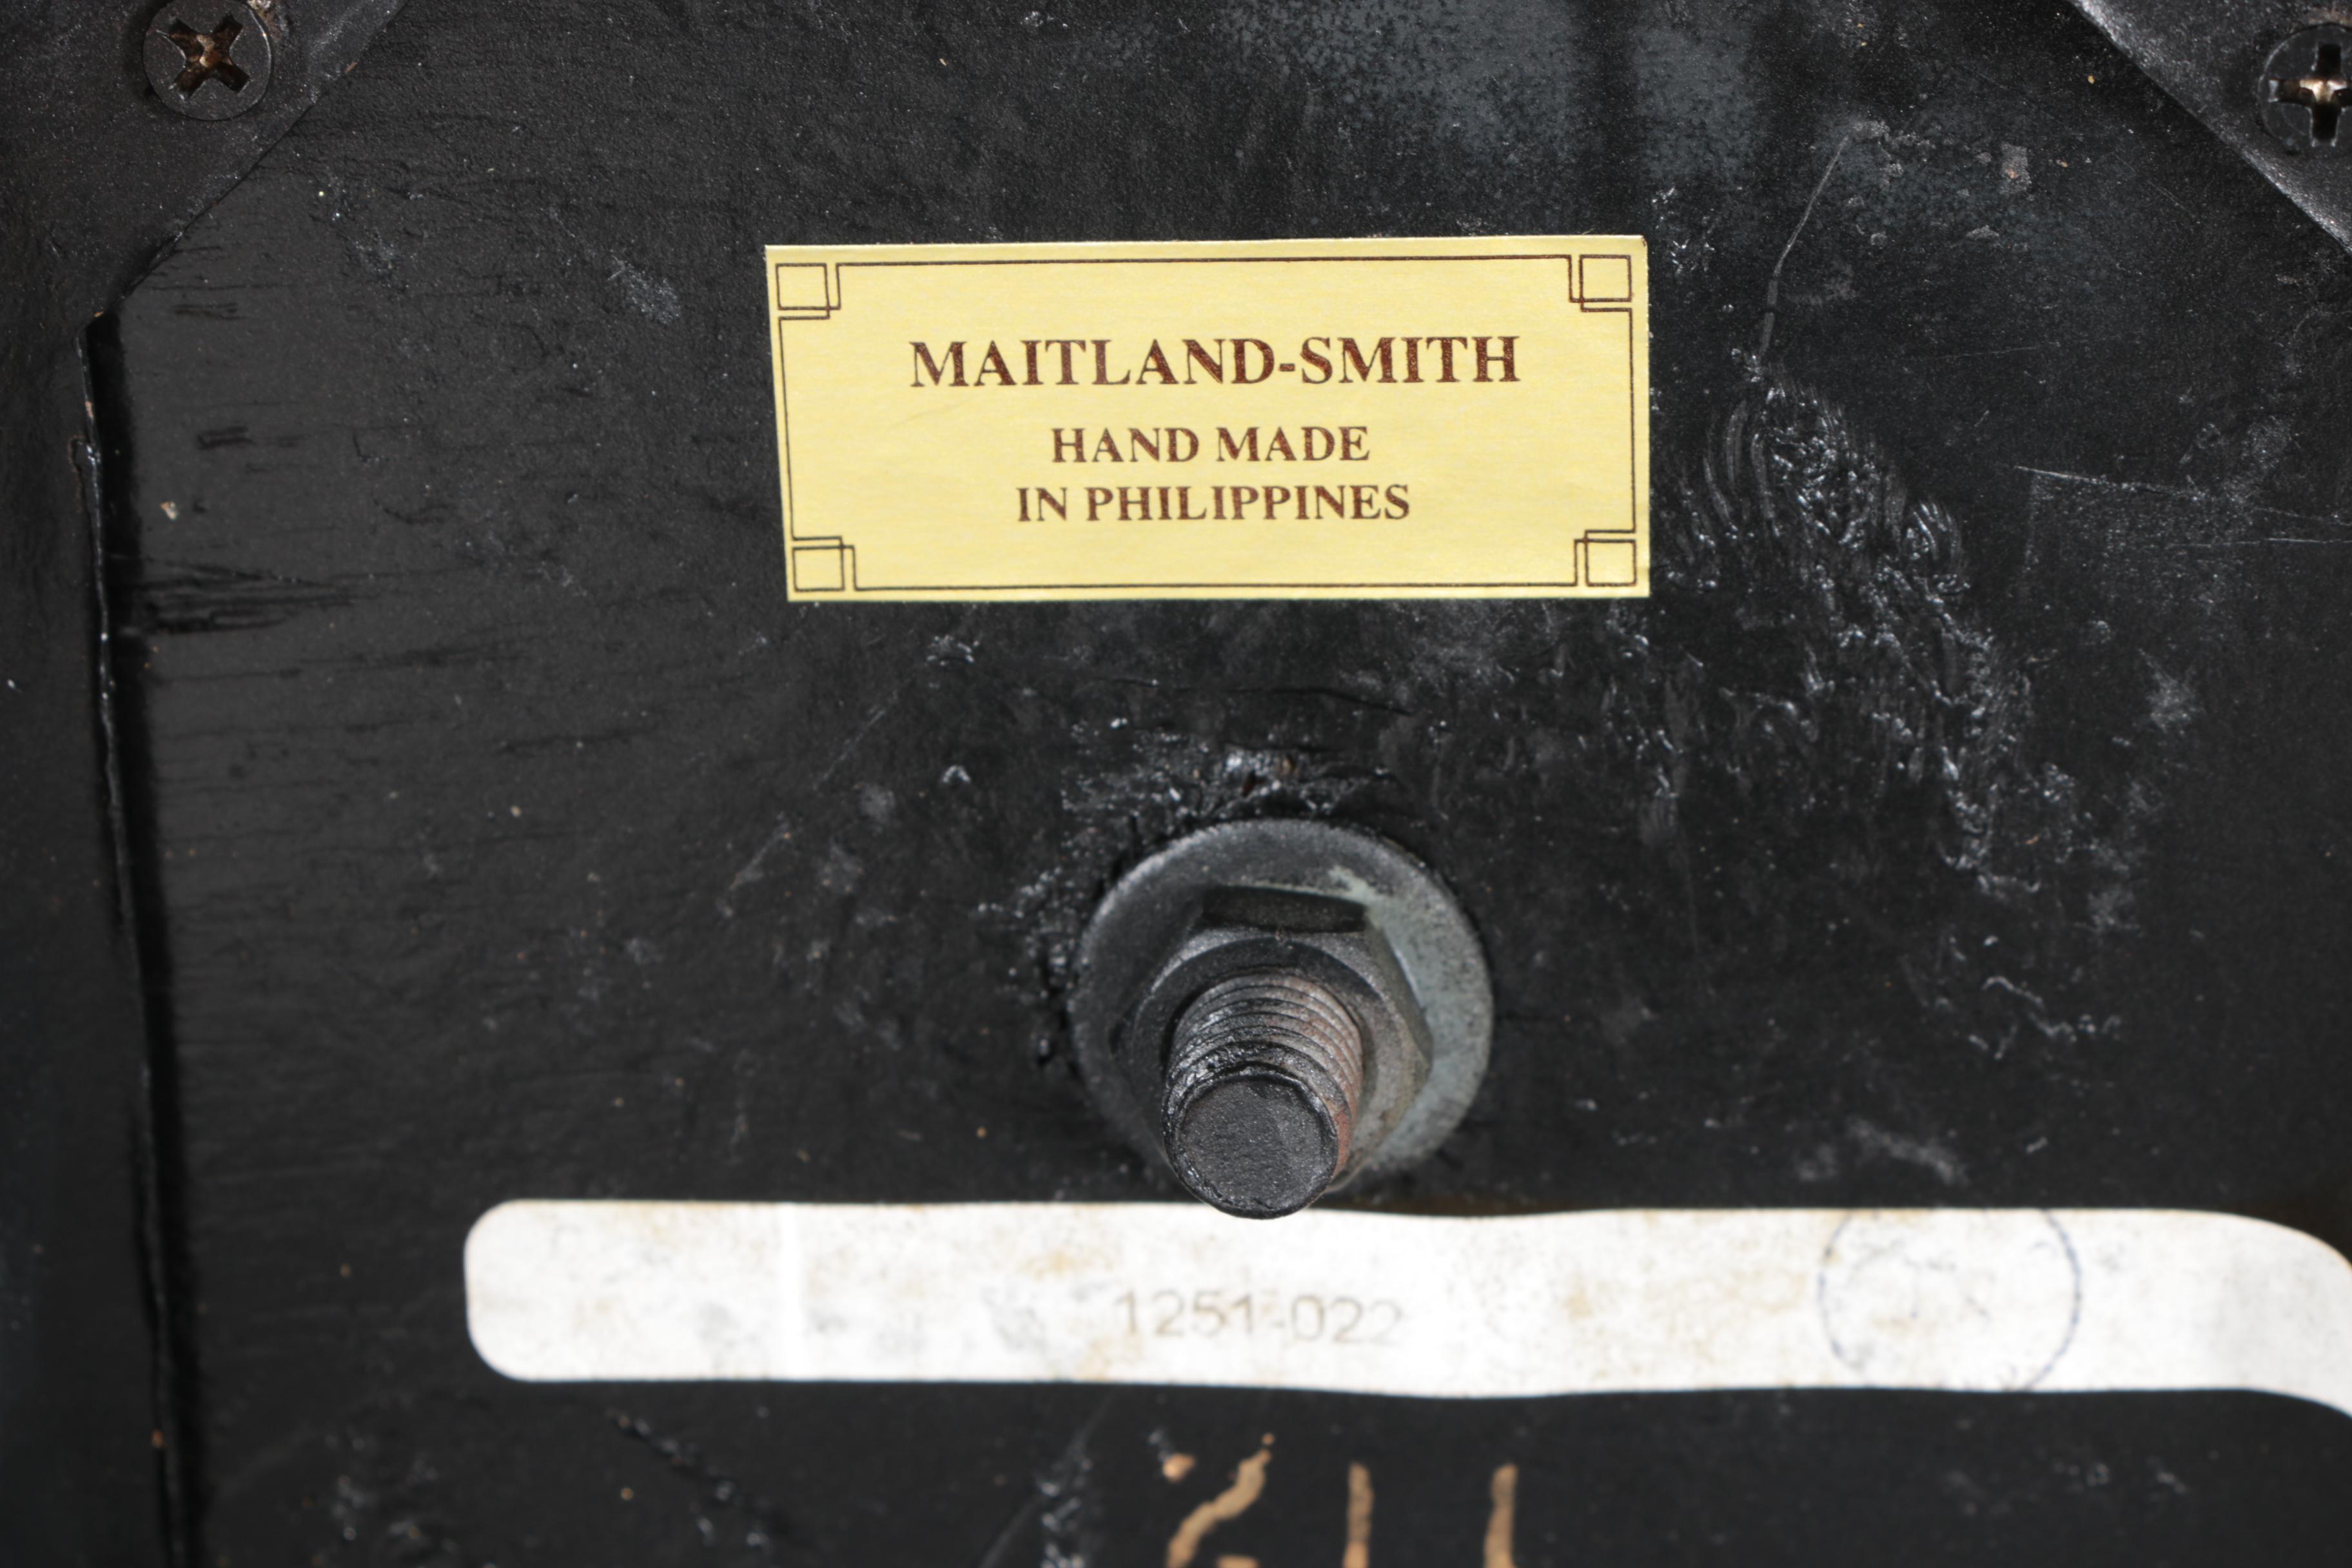 MAITLAND-SMITH
HAND MADE
IN PHILIPPINES
1251-022